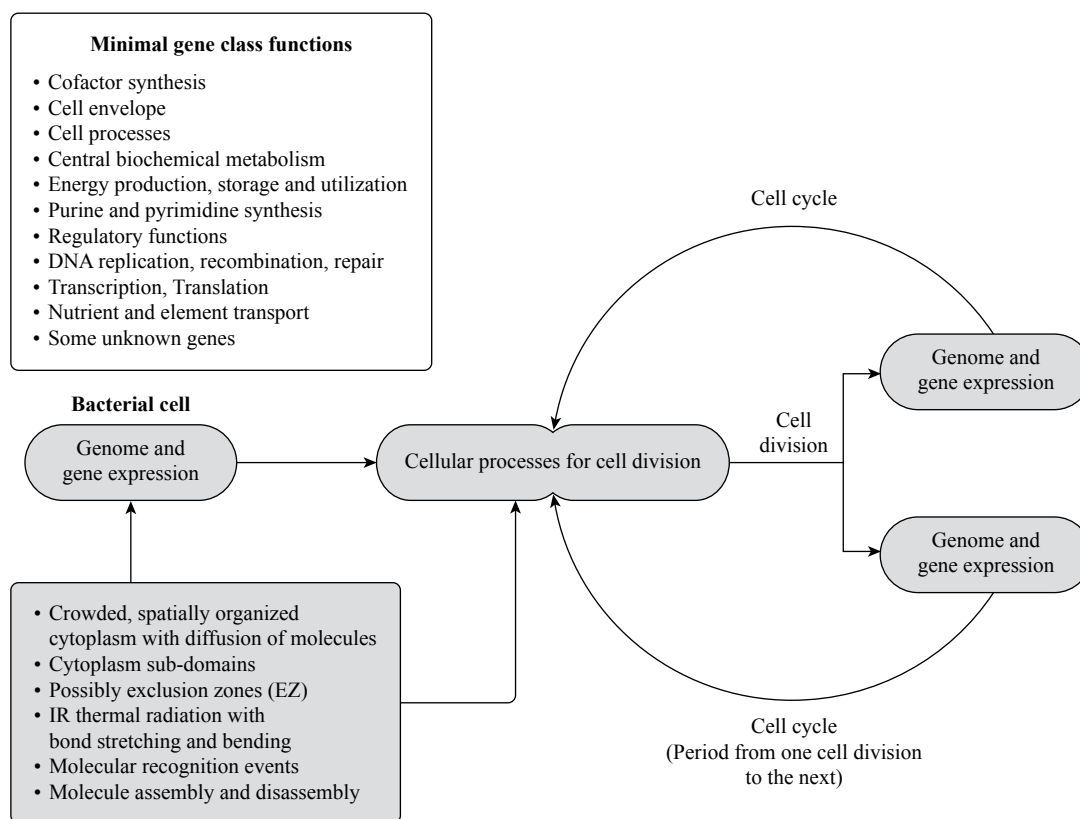 Minimal gene class functions
• Cofactor synthesis
• Cell envelope
• Cell processes
• Central biochemical metabolism
• Energy production, storage and utilization
• Purine and pyrimidine synthesis
• Regulatory functions
• DNA replication, recombination, repair
• Transcription, Translation
• Nutrient and element transport
• Some unknown genes
Bacterial cell
Genome and
gene expression
Cellular processes for cell division
Cell cycle
Cell
division
Genome and
gene expression
Genome and
gene expression
• Crowded, spatially organized
cytoplasm with diffusion of molecules
• Cytoplasm sub-domains
• Possibly exclusion zones (EZ)
• IR thermal radiation with
bond stretching and bending
• Molecular recognition events
• Molecule assembly and disassembly
Cell cycle
(Period from one cell division
to the next)